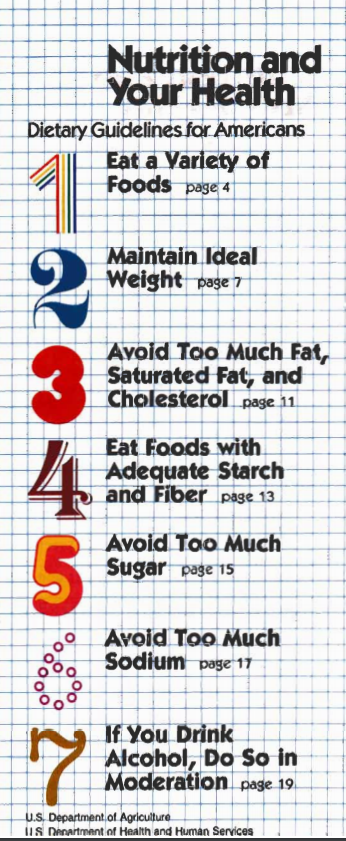 Nutrition and
Your Health
Dietary Guidelines for Americans
1
Eat a Variety of
Foods page 4
2
Maintain Ideal
Weight page 7
3
Avoid Too Much Fat,
Saturated Fat, and
Cholesterol page 11
4
Eat Foods with
Adequate Starch
and Fiber page 13
5
Avoid Too Much
Sugar page 15
6
Avoid Too Much
Sodium page 17
7
If You Drink
Alcohol, Do So in
Moderation page 19
U.S. Department of Agriculture
U.S. Department of Health and Human Services